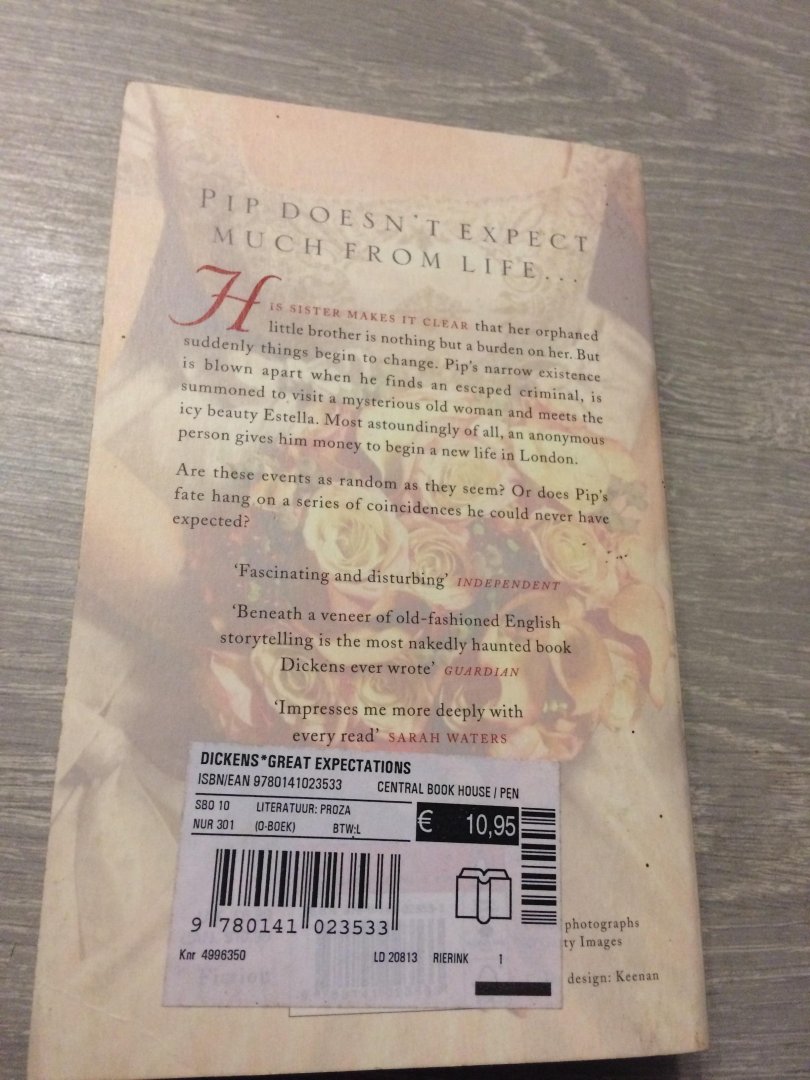 PIP DOESN'T EXPECT
MUCH FROM LIFE...
HIS SISTER MAKES IT CLEAR that her orphaned
little brother is nothing but a burden on her. But
suddenly things begin to change. Pip's narrow existence
is blown apart when he finds an escaped criminal, is
summoned to visit a mysterious old woman and meets the
icy beauty Estella. Most astoundingly of all, an anonymous
person gives him money to begin a new life in London.
Are these events as random as they seem? Or does Pip's
fate hang on a series of coincidences he could never have
expected?
'Fascinating and disturbing' INDEPENDENT
'Beneath a veneer of old-fashioned English
storytelling is the most nakedly haunted book
Dickens ever wrote' GUARDIAN
'Impresses me more deeply with
every read' SARAH WATERS
DICKENS*GREAT EXPECTATIONS
ISBN/EAN 9780141023533 CENTRAL BOOK HOUSE / PEN
SBO 10 LITERATUUR: PROZA
NUR 301 (O-BOEK) BTW:L
€ 10,95
9 780141 023533
Knr 4996350 LD 20813 RIERINK 1
photographs
ty Images
design: Keenan